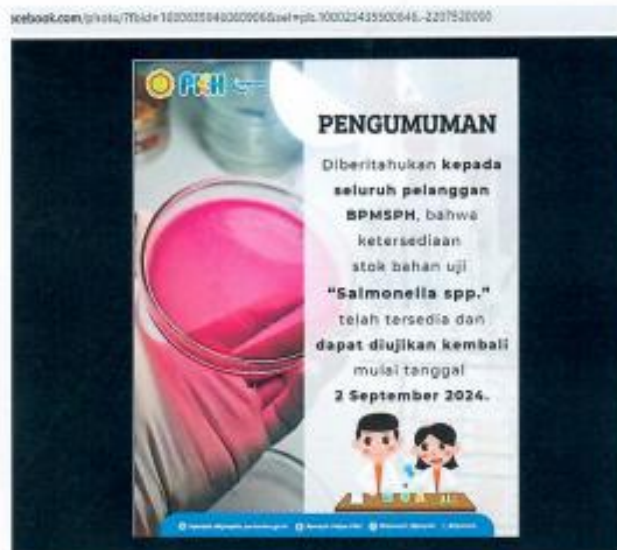 PKH
PENGUMUMAN
Diberitahukan kepada
seluruh pelanggan
BPMSPH, bahwa
ketersediaan
stok bahan uji
"Salmonella spp."
telah tersedia dan
dapat diujikan kembali
mulai tanggal
2 September 2024.